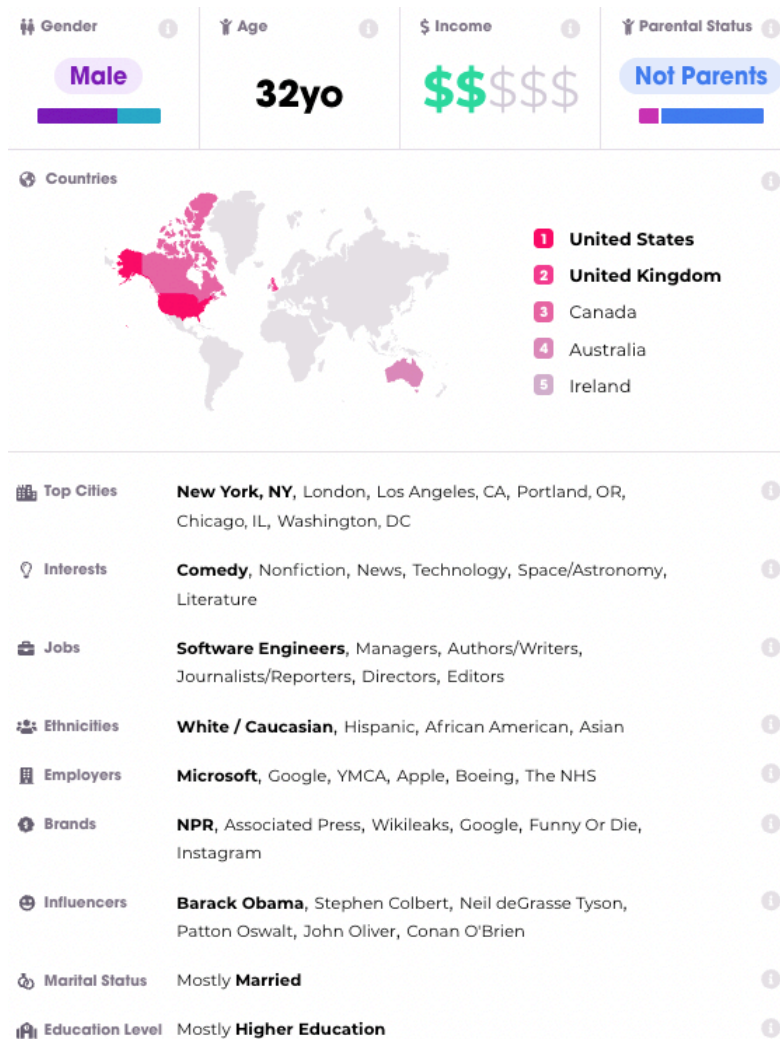 Gender
Age
$ Income
Parental Status
Male
32yo
$$$$$
Not Parents
Countries
1 United States
2 United Kingdom
3 Canada
4 Australia
5 Ireland
Top Cities
New York, NY, London, Los Angeles, CA, Portland, OR,
Chicago, IL, Washington, DC
Interests
Comedy, Nonfiction, News, Technology, Space/Astronomy,
Literature
Jobs
Software Engineers, Managers, Authors/Writers,
Journalists/Reporters, Directors, Editors
Ethnicities
White / Caucasian, Hispanic, African American, Asian
Employers
Microsoft, Google, YMCA, Apple, Boeing, The NHS
Brands
NPR, Associated Press, Wikileaks, Google, Funny Or Die,
Instagram
Influencers
Barack Obama, Stephen Colbert, Neil deGrasse Tyson,
Patton Oswalt, John Oliver, Conan O'Brien
Marital Status
Mostly Married
Education Level
Mostly Higher Education